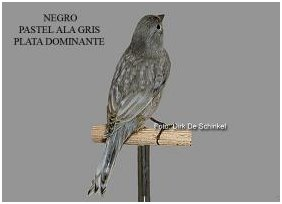 NEGRO
PASTEL ALA GRIS
PLATA DOMINANTE
Foto: Dirk De Schinkel